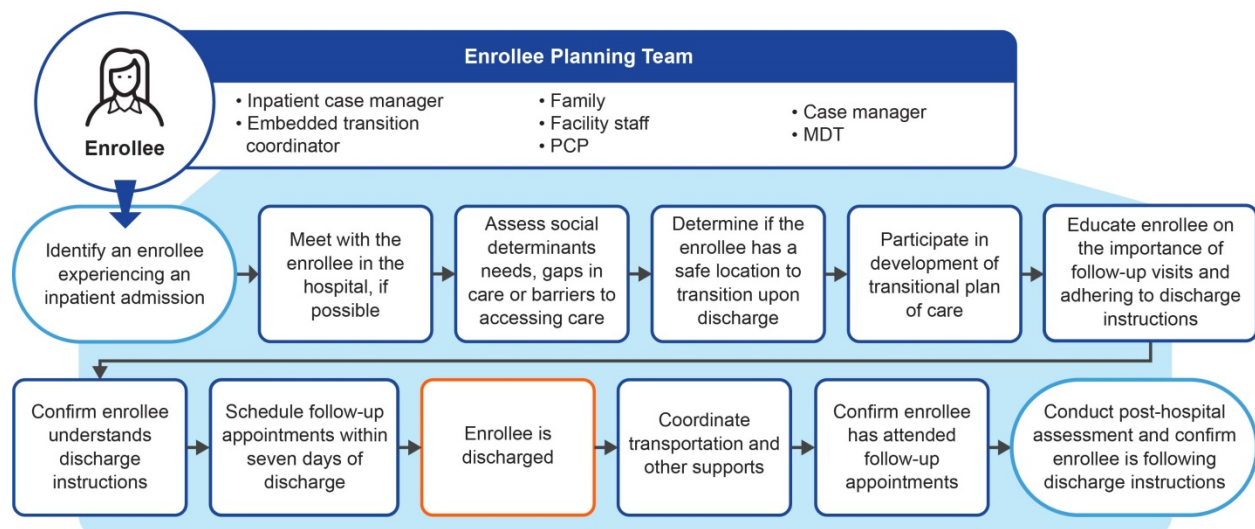 Enrollee Planning Team
Enrollee
• Inpatient case manager
• Embedded transition
coordinator
• Family
• Facility staff
• PCP
• Case manager
• MDT
Identify an enrollee
experiencing an
inpatient admission
Meet with the
enrollee in the
hospital, if
possible
Assess social
determinants
needs, gaps in
care or barriers to
accessing care
Determine if the
enrollee has a
safe location to
transition upon
discharge
Participate in
development of
transitional plan
of care
Educate enrollee on
the importance of
follow-up visits and
adhering to discharge
instructions
Confirm enrollee
understands
discharge
instructions
Schedule follow-up
appointments within
seven days of
discharge
Enrollee is
discharged
Coordinate
transportation and
other supports
Confirm enrollee
has attended
follow-up
appointments
Conduct post-hospital
assessment and confirm
enrollee is following
discharge instructions